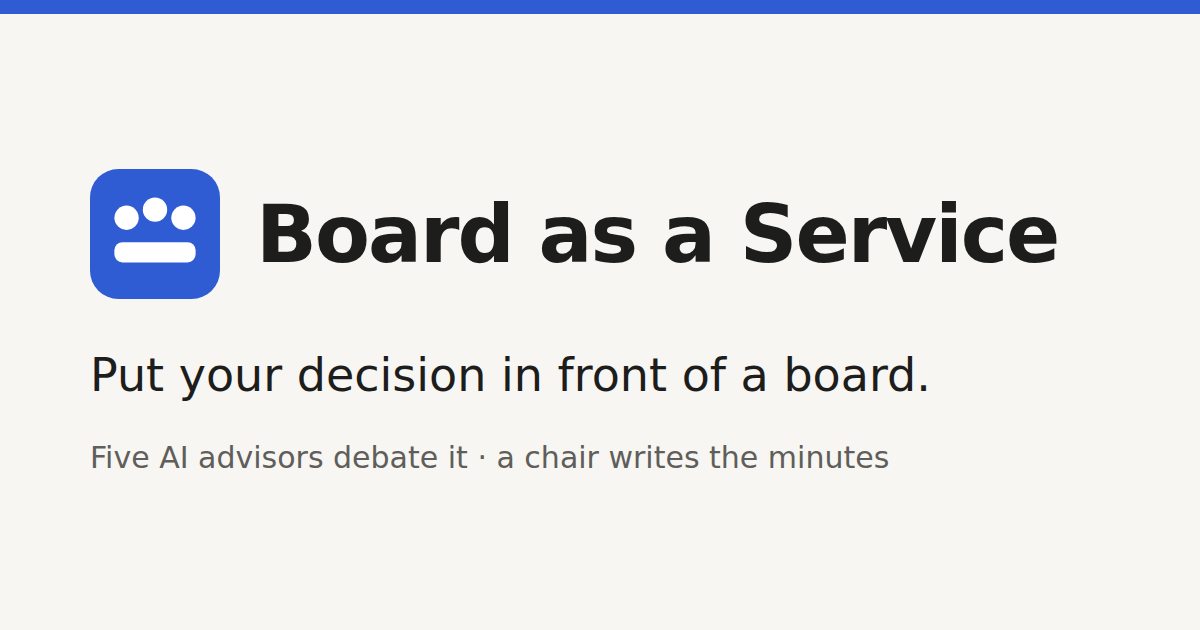 Board as a Service
Put your decision in front of a board.
Five AI advisors debate it · a chair writes the minutes